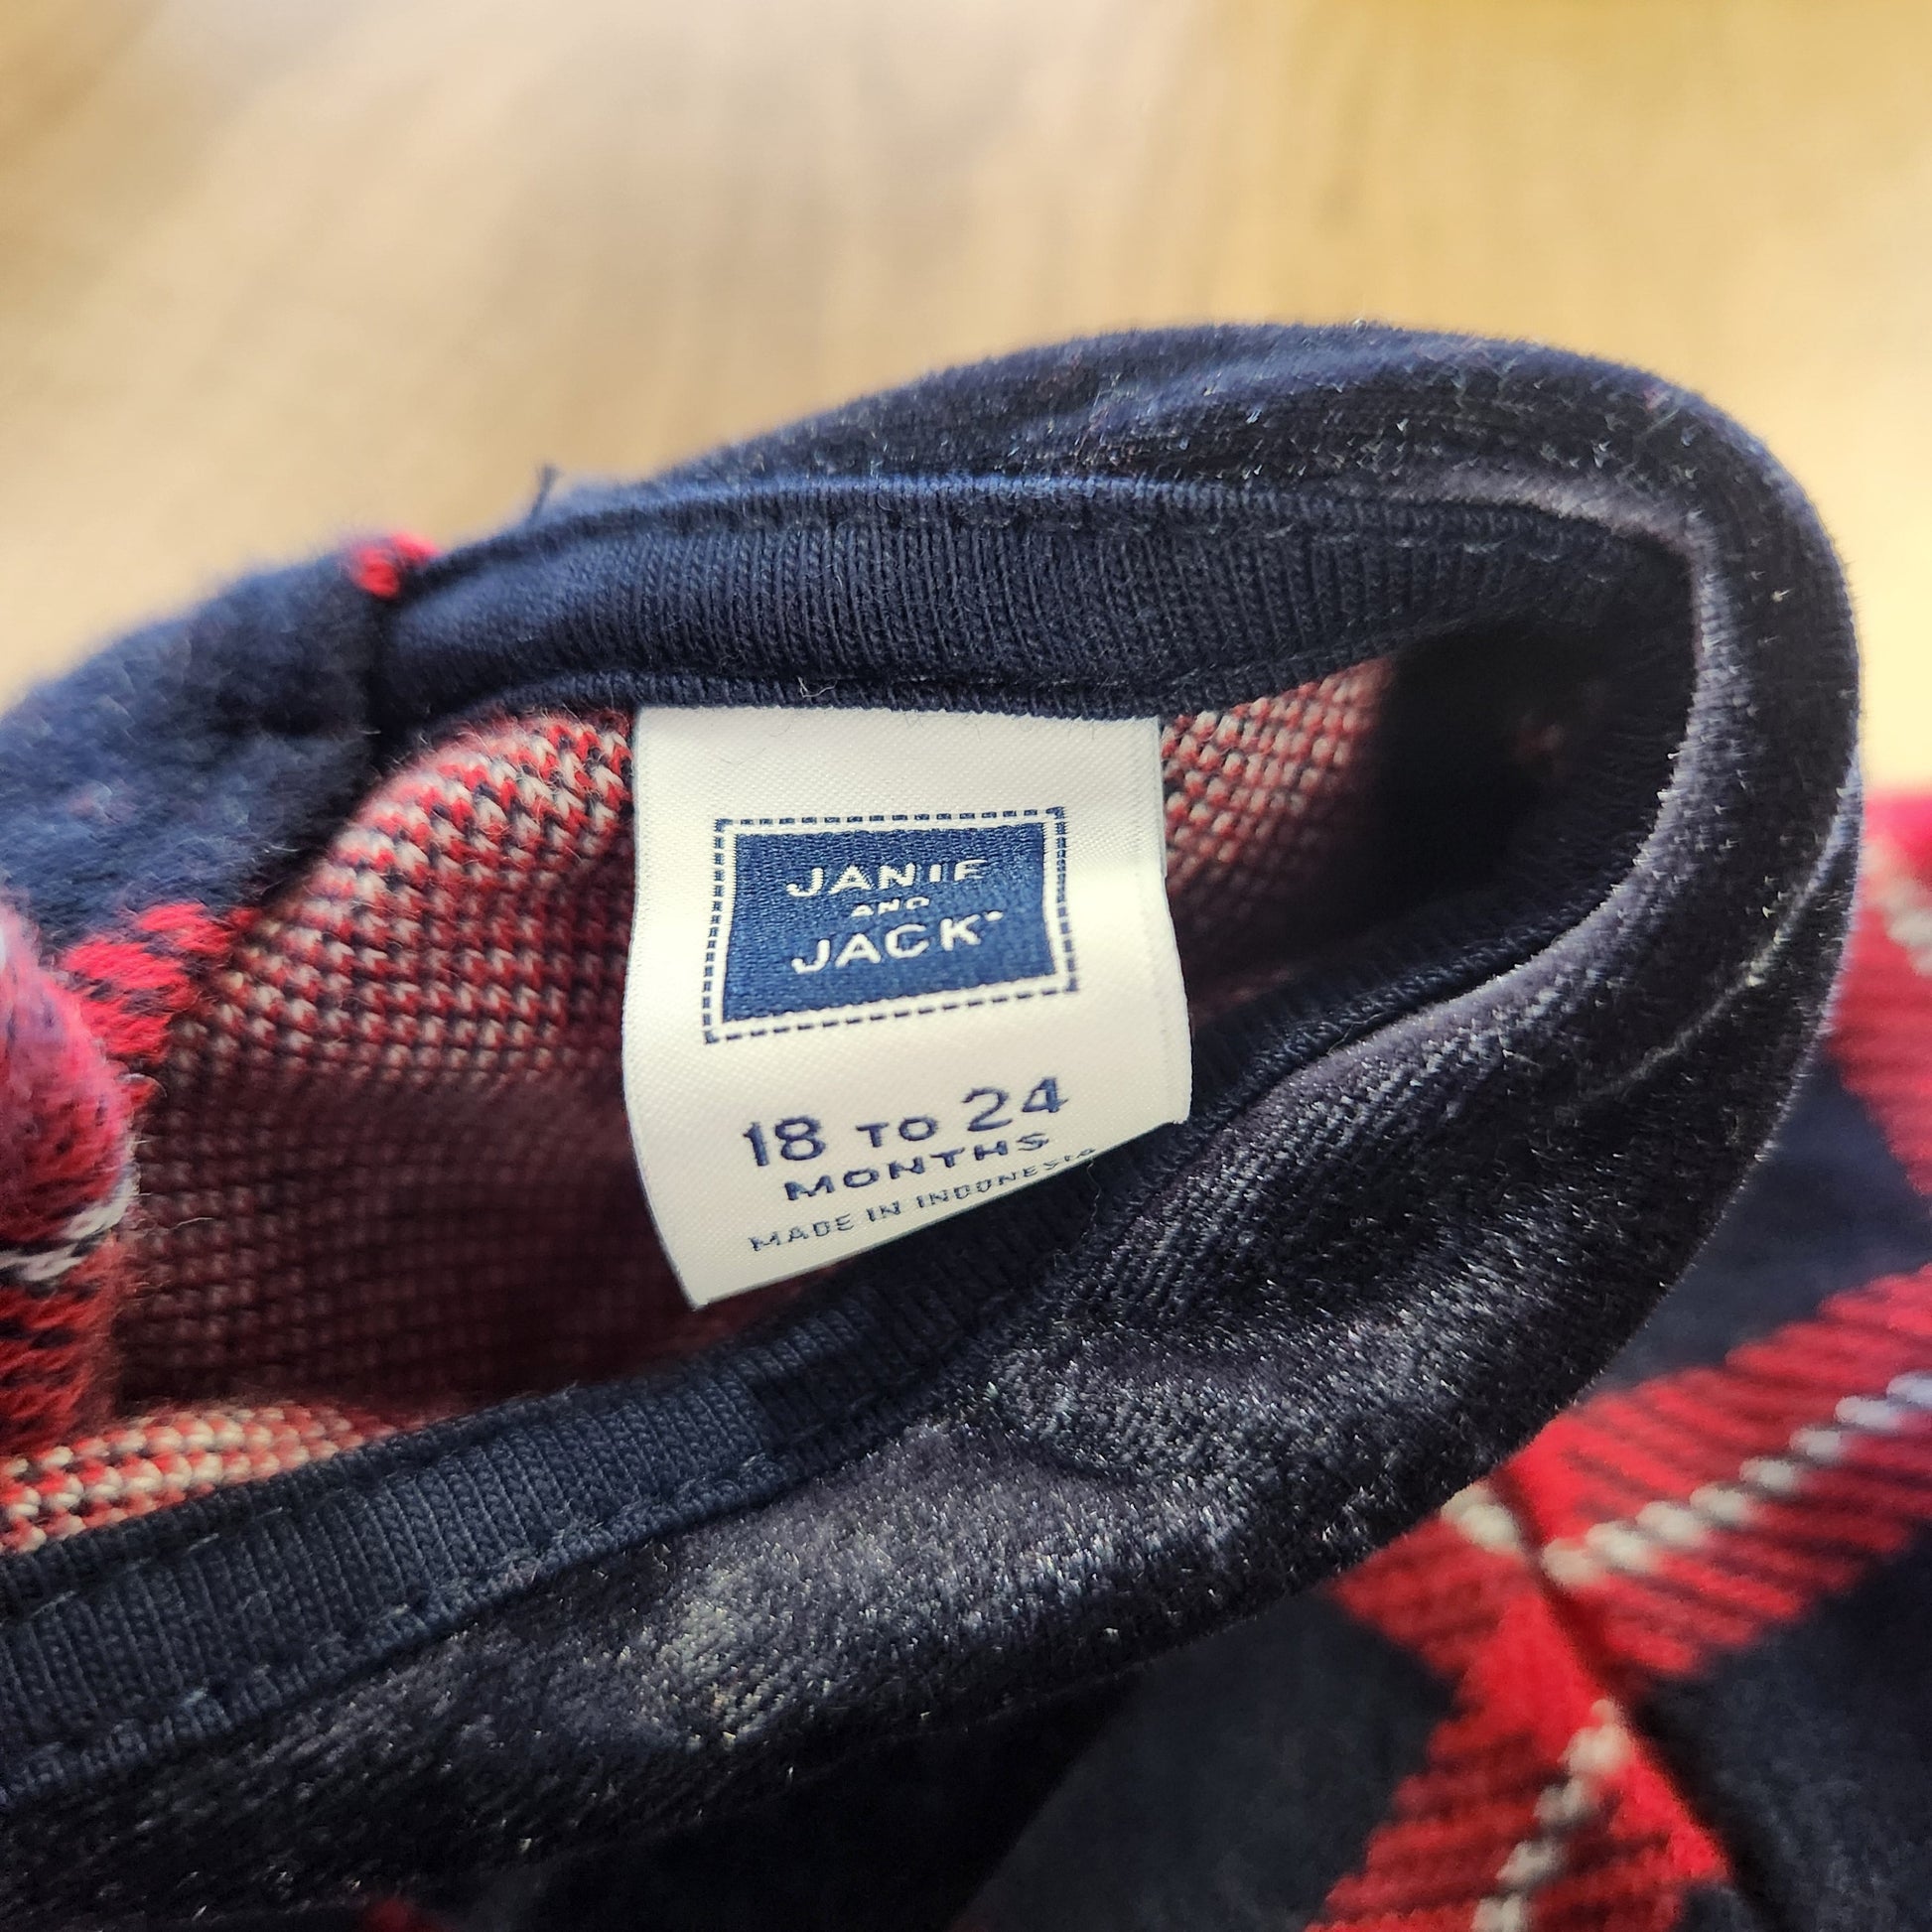 JANIE
AND
JACK
18 TO 24
MONTHS
MADE IN INDONESIA